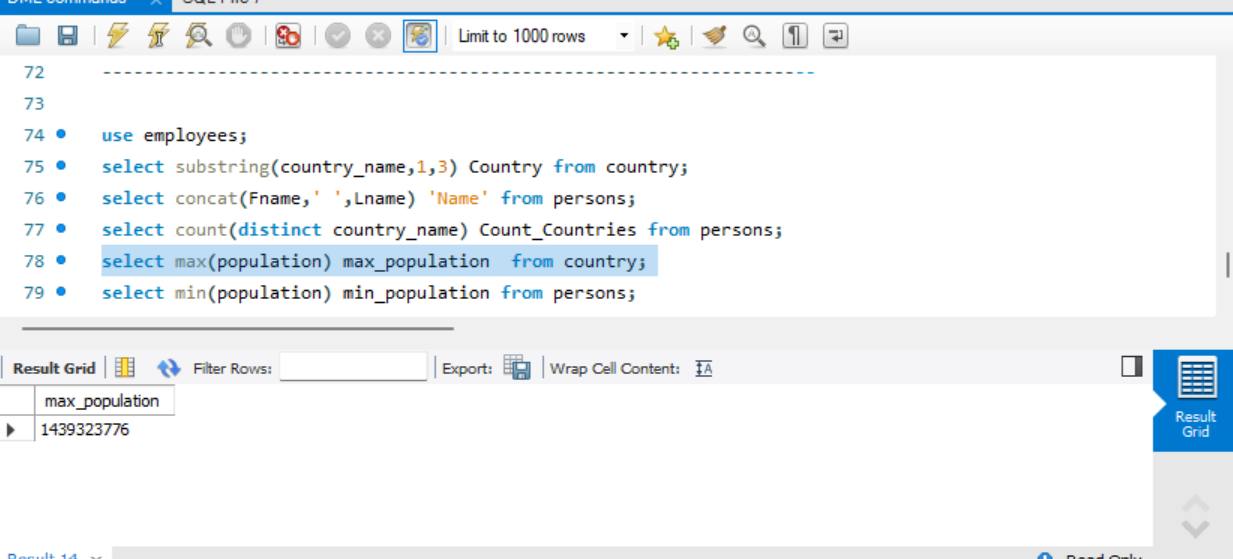 DML commands × SQL File 7
Limit to 1000 rows
72 -----------------------------------------------------------------------
73
74 use employees;
75 select substring(country_name,1,3) Country from country;
76 select concat(Fname,' ',Lname) 'Name' from persons;
77 select count(distinct country_name) Count_Countries from persons;
78 select max(population) max_population  from country;
79 select min(population) min_population from persons;
Result Grid Filter Rows: Export: Wrap Cell Content: IA
max_population
1439323776
Result
Grid
Result 14 × Read Only